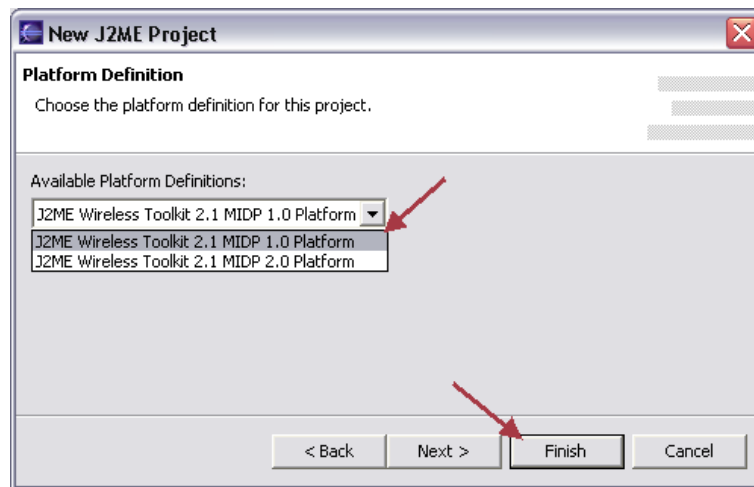 New J2ME Project
Platform Definition
Choose the platform definition for this project.
Available Platform Definitions:
J2ME Wireless Toolkit 2.1 MIDP 1.0 Platform
J2ME Wireless Toolkit 2.1 MIDP 1.0 Platform
J2ME Wireless Toolkit 2.1 MIDP 2.0 Platform
< Back Next > Finish Cancel